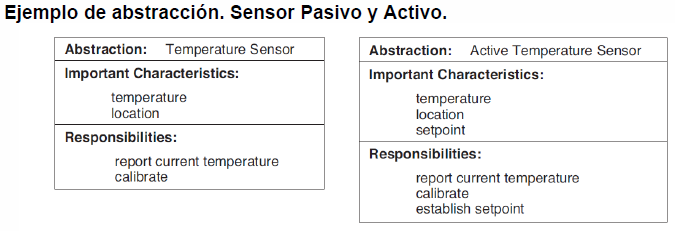 Ejemplo de abstracción. Sensor Pasivo y Activo.
Abstraction: Temperature Sensor
Important Characteristics:
temperature
location
Responsibilities:
report current temperature
calibrate
Abstraction: Active Temperature Sensor
Important Characteristics:
temperature
location
setpoint
Responsibilities:
report current temperature
calibrate
establish setpoint